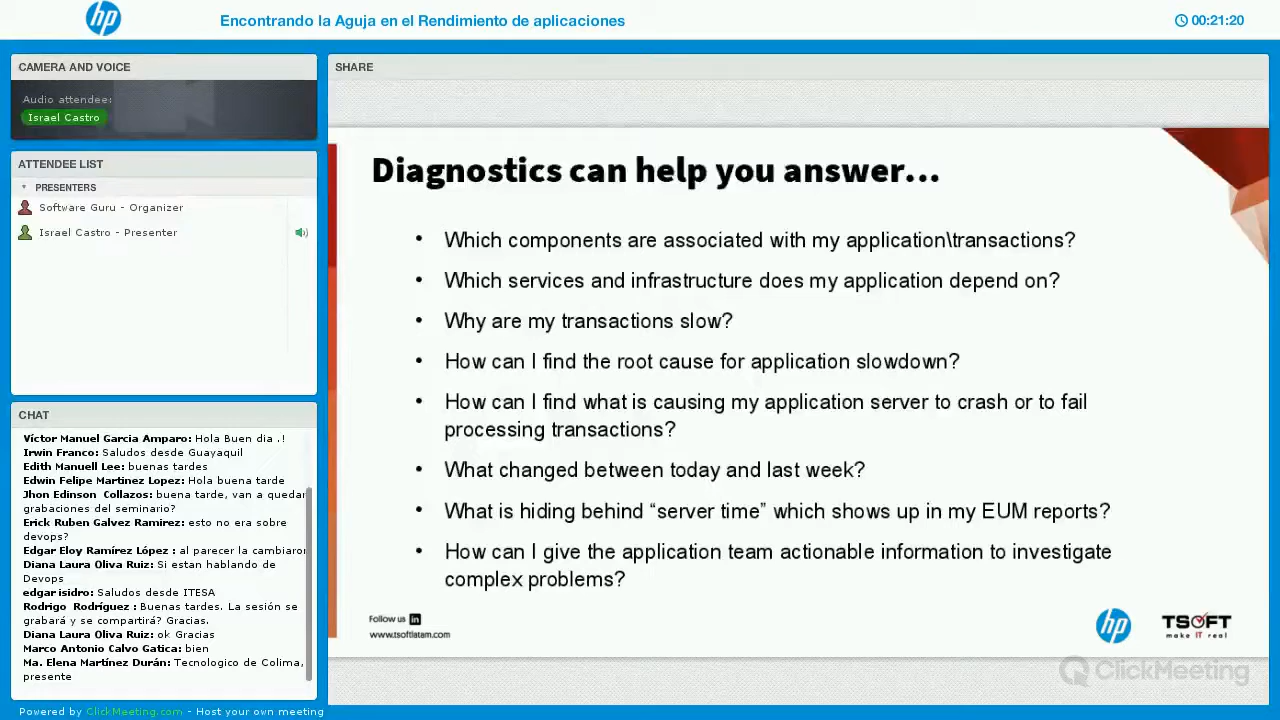 hp
Encontrando la Aguja en el Rendimiento de aplicaciones
00:21:20
CAMERA AND VOICE
Audio attendees:
Israel Castro
ATTENDEE LIST
PRESENTERS
Software Guru - Organizer
Israel Castro - Presenter
CHAT
Víctor Manuel Garcia Amparo: Hola Buen dia .!
Irwin Franco: Saludos desde Guayaquil
Edith Manuell Lee: buenas tardes
Edwin Felipe Martinez Lopez: Hola buena tarde
Jhon Edinson Collazos: buena tarde, van a quedar
grabaciones del seminario?
Erick Ruben Galvez Ramirez: esto no era sobre
devops?
Edgar Eloy Ramírez López : al parecer la cambiaron
Diana Laura Oliva Ruiz: Si estan hablando de
Devops
edgar isidro: Saludos desde ITESA
Rodrigo Rodríguez : Buenas tardes. La sesión se
grabará y se compartirá? Gracias.
Diana Laura Oliva Ruiz: ok Gracias
Marco Antonio Calvo Gatica: bien
Ma. Elena Martínez Durán: Tecnologico de Colima,
presente
Powered by ClickMeeting.com - Host your own meeting
SHARE
Diagnostics can help you answer...
• Which components are associated with my application\transactions?
• Which services and infrastructure does my application depend on?
• Why are my transactions slow?
• How can I find the root cause for application slowdown?
• How can I find what is causing my application server to crash or to fail
processing transactions?
• What changed between today and last week?
• What is hiding behind “server time” which shows up in my EUM reports?
• How can I give the application team actionable information to investigate
complex problems?
Follow us in
www.tsoftlatam.com
hp
TSOFT
make IT real
ClickMeeting